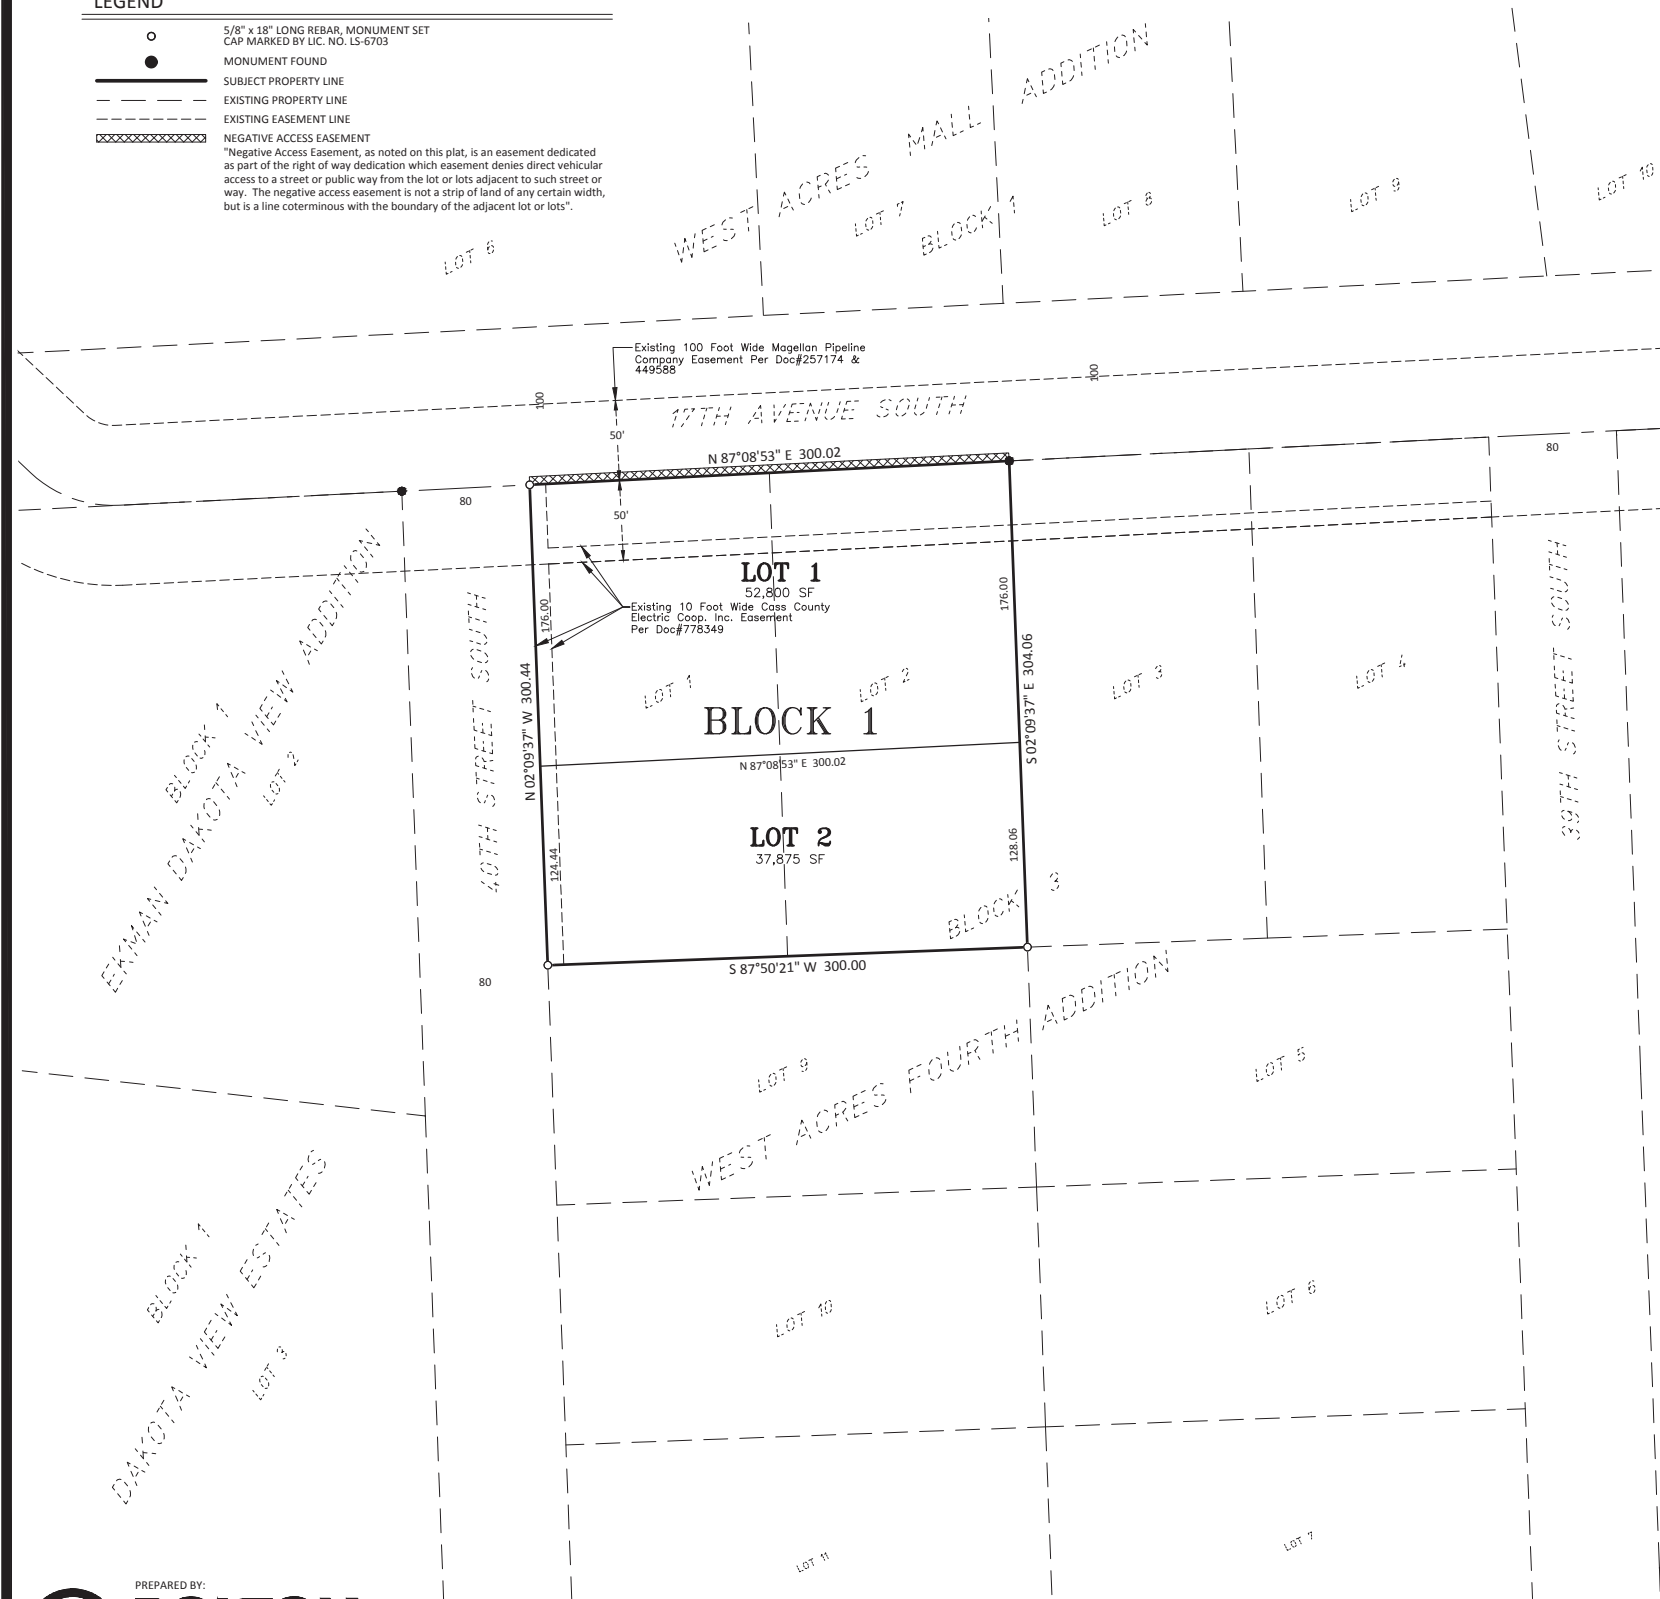 LEGEND
5/8" x 18" LONG REBAR, MONUMENT SET
CAP MARKED BY LIC. NO. LS-6703
MONUMENT FOUND
SUBJECT PROPERTY LINE
EXISTING PROPERTY LINE
EXISTING EASEMENT LINE
NEGATIVE ACCESS EASEMENT
"Negative Access Easement, as noted on this plat, is an easement dedicated
as part of the right of way dedication which easement denies direct vehicular
access to a street or public way from the lot or lots adjacent to such street or
way. The negative access easement is not a strip of land of any certain width,
but is a line coterminous with the boundary of the adjacent lot or lots".
WEST ACRES MALL ADDITION
LOT 6
LOT 7
BLOCK 1
LOT 8
LOT 9
LOT 10
Existing 100 Foot Wide Magellan Pipeline
Company Easement Per Doc#257174 &
449588
100
100
17TH AVENUE SOUTH
50'
N 87°08'53" E 300.02
80
80
50'
LOT 1
52,800 SF
176.00
176.00
Existing 10 Foot Wide Cass County
Electric Coop. Inc. Easement
Per Doc#778349
N 02°09'37" W 300.44
S 02°09'37" E 304.06
LOT 1
LOT 2
LOT 3
LOT 4
BLOCK 1
N 87°08'53" E 300.02
LOT 2
37,875 SF
124.44
128.06
BLOCK 3
S 87°50'21" W 300.00
80
40TH STREET SOUTH
39TH STREET SOUTH
EKMAN DAKOTA VIEW ADDITION
BLOCK 1
LOT 2
WEST ACRES FOURTH ADDITION
LOT 9
LOT 5
DAKOTA VIEW ESTATES
BLOCK 1
LOT 3
LOT 10
LOT 6
LOT 11
LOT 7
PREPARED BY: